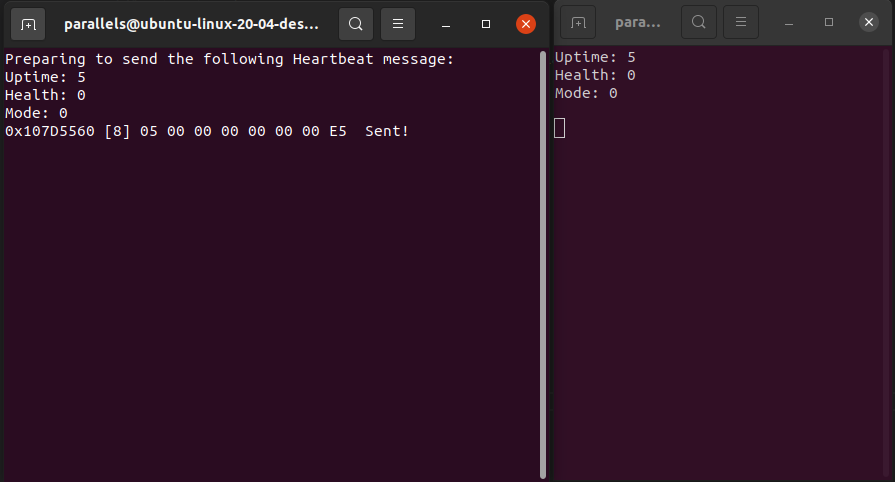 parallels@ubuntu-linux-20-04-des...
Preparing to send the following Heartbeat message:
Uptime: 5
Health: 0
Mode: 0
0x107D5560 [8] 05 00 00 00 00 00 00 E5  Sent!
para...
Uptime: 5
Health: 0
Mode: 0